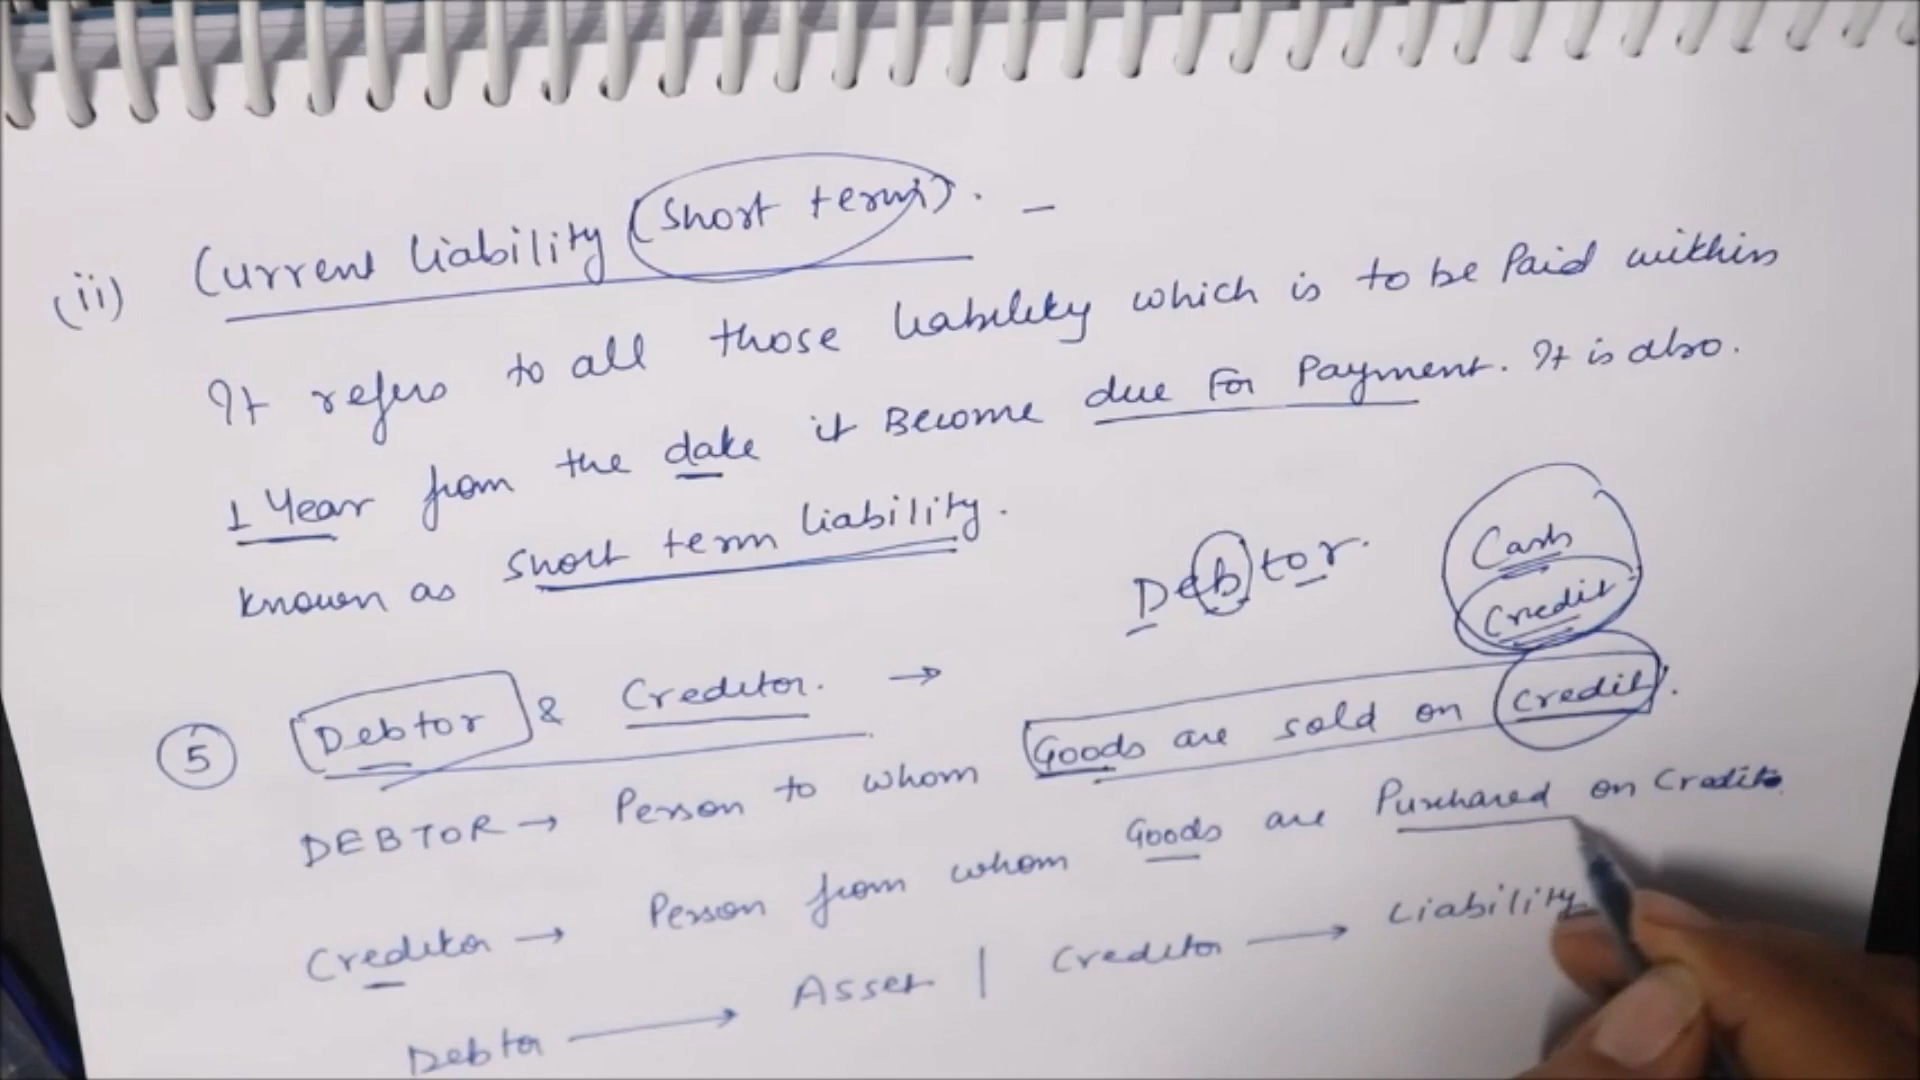 (ii) Current liability (Short term). -
It refers to all those liability which is to be Paid within
1 Year from the date it Become due For Payment. It is also.
known as Short term liability.
Debtor.
Cash
Credit
5 Debtor & Creditor. →
DEBTOR → Person to whom Goods are sold on credit.
Creditor → Person from whom Goods are Purchased on Credit.
Debtor → Asset | Creditor → Liability